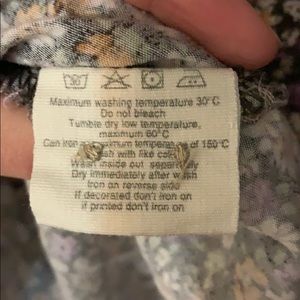 30
Maximum washing temperature 30°C
Do not bleach
Tumble dry low temperature,
maximum 60°C
Can iron maximum temperature of 150°C
with like
Wash inside out separately
Dry immediately after wash
Iron on reverse side
If decorated don't iron on
if printed don't iron on